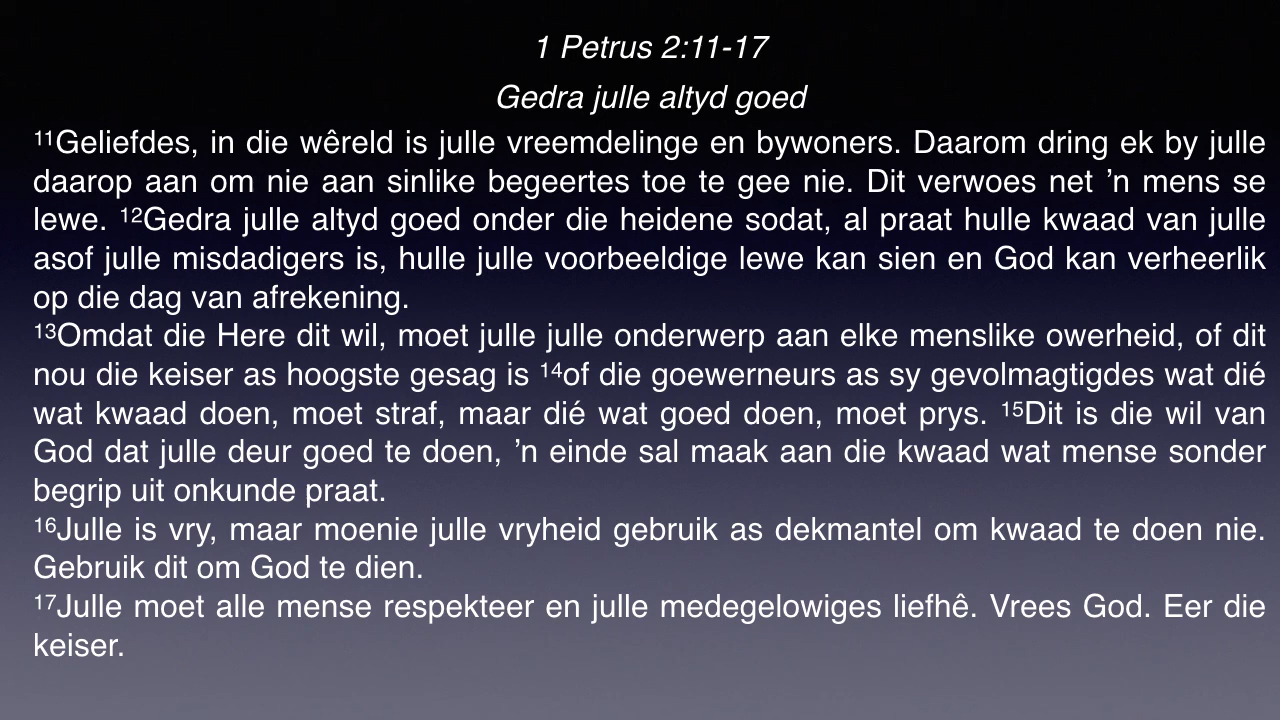 1 Petrus 2:11-17
Gedra julle altyd goed
¹¹Geliefdes, in die wêreld is julle vreemdelinge en bywoners. Daarom dring ek by julle
daarop aan om nie aan sinlike begeertes toe te gee nie. Dit verwoes net ’n mens se
lewe. ¹²Gedra julle altyd goed onder die heidene sodat, al praat hulle kwaad van julle
asof julle misdadigers is, hulle julle voorbeeldige lewe kan sien en God kan verheerlik
op die dag van afrekening.
¹³Omdat die Here dit wil, moet julle julle onderwerp aan elke menslike owerheid, of dit
nou die keiser as hoogste gesag is ¹⁴of die goewerneurs as sy gevolmagtigdes wat dié
wat kwaad doen, moet straf, maar dié wat goed doen, moet prys. ¹⁵Dit is die wil van
God dat julle deur goed te doen, ’n einde sal maak aan die kwaad wat mense sonder
begrip uit onkunde praat.
¹⁶Julle is vry, maar moenie julle vryheid gebruik as dekmantel om kwaad te doen nie.
Gebruik dit om God te dien.
¹⁷Julle moet alle mense respekteer en julle medegelowiges liefhê. Vrees God. Eer die
keiser.